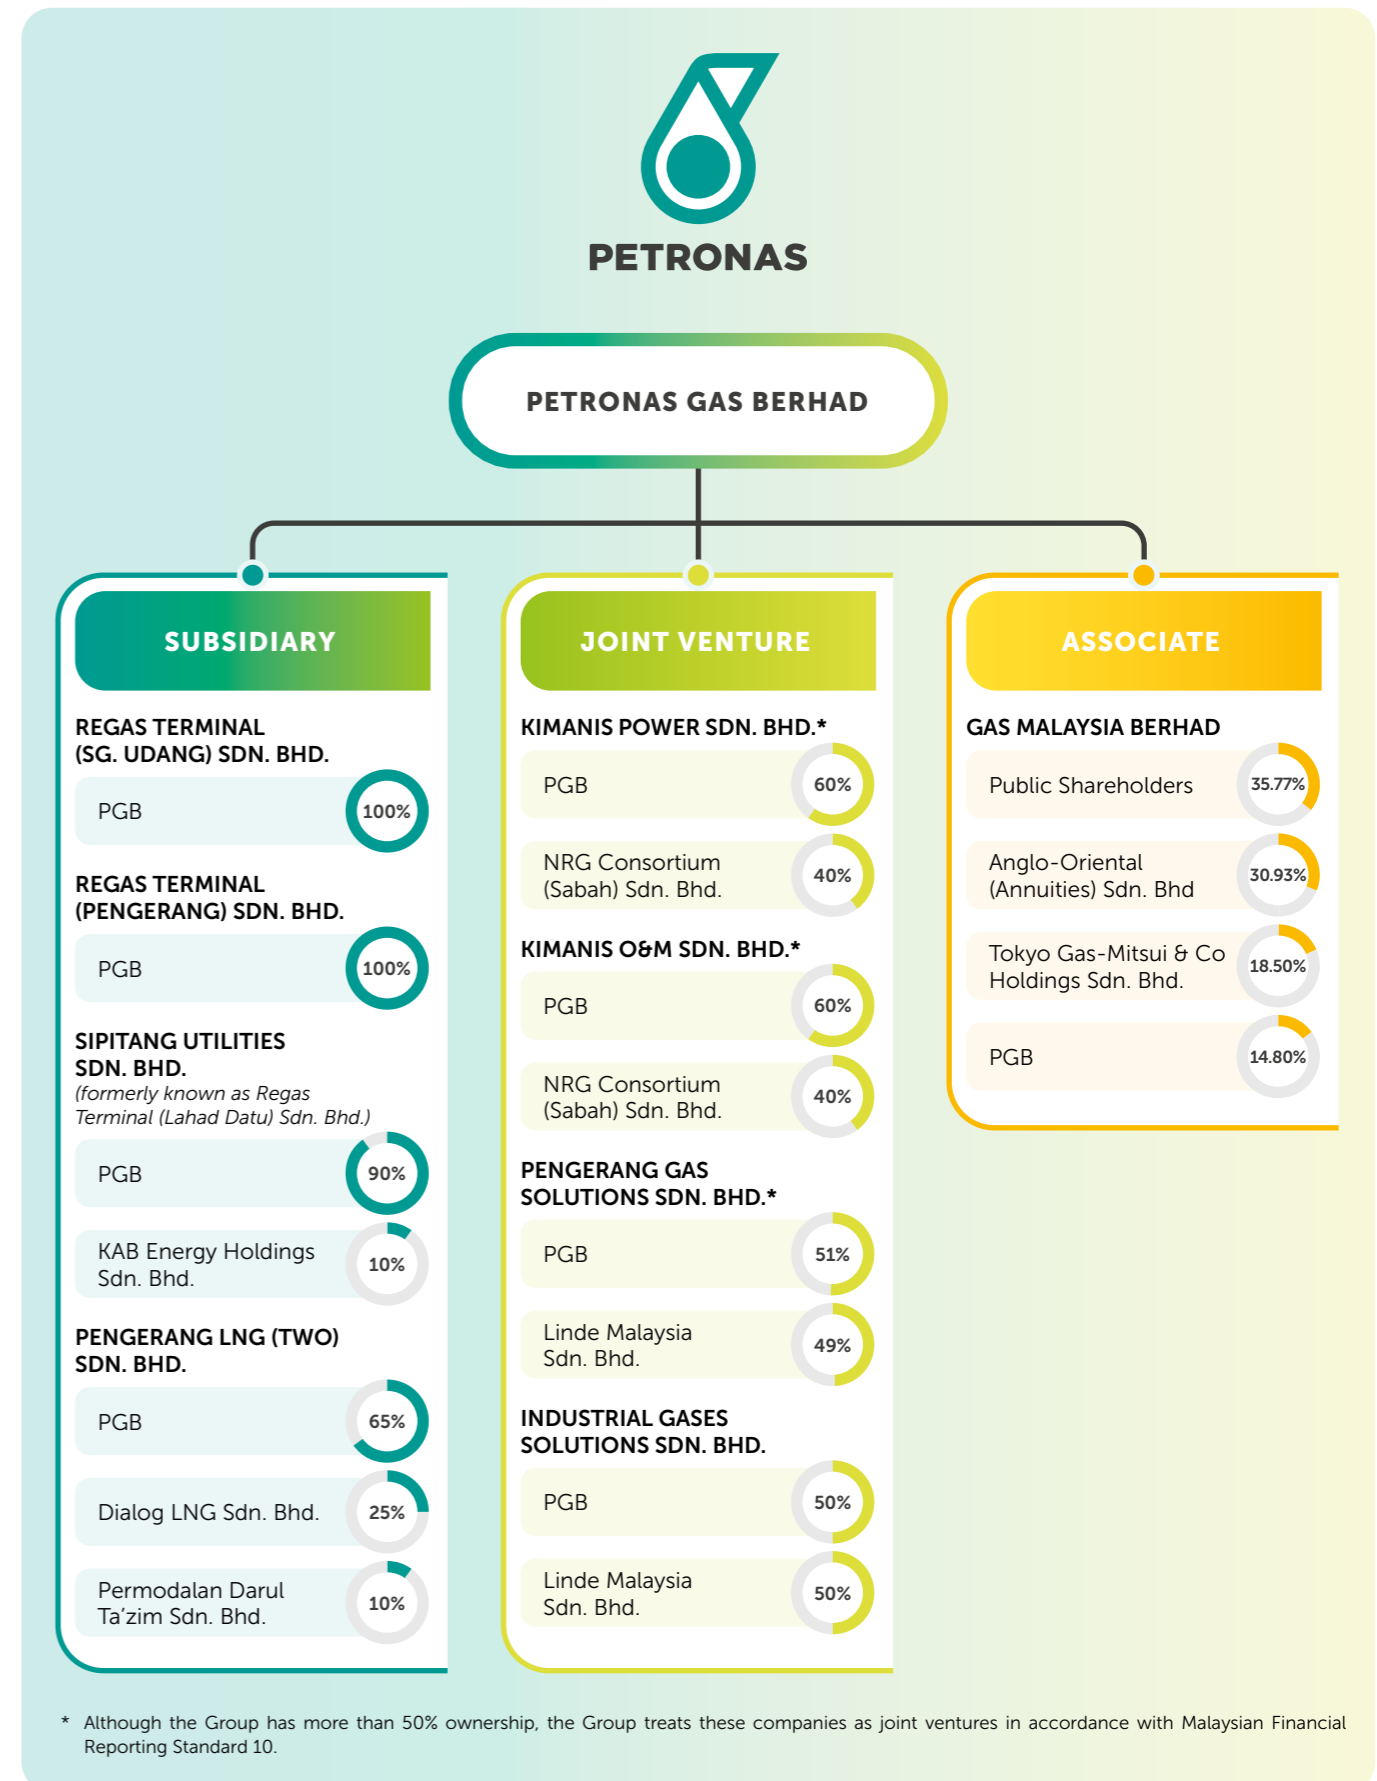 PETRONAS
PETRONAS GAS BERHAD
SUBSIDIARY
REGAS TERMINAL
(SG. UDANG) SDN. BHD.
PGB
100%
REGAS TERMINAL
(PENGERANG) SDN. BHD.
PGB
100%
SIPITANG UTILITIES
SDN. BHD.
(formerly known as Regas
Terminal (Lahad Datu) Sdn. Bhd.)
PGB
90%
KAB Energy Holdings
Sdn. Bhd.
10%
PENGERANG LNG (TWO)
SDN. BHD.
PGB
65%
Dialog LNG Sdn. Bhd.
25%
Permodalan Darul
Ta’zim Sdn. Bhd.
10%
JOINT VENTURE
KIMANIS POWER SDN. BHD.*
PGB
60%
NRG Consortium
(Sabah) Sdn. Bhd.
40%
KIMANIS O&M SDN. BHD.*
PGB
60%
NRG Consortium
(Sabah) Sdn. Bhd.
40%
PENGERANG GAS
SOLUTIONS SDN. BHD.*
PGB
51%
Linde Malaysia
Sdn. Bhd.
49%
INDUSTRIAL GASES
SOLUTIONS SDN. BHD.
PGB
50%
Linde Malaysia
Sdn. Bhd.
50%
ASSOCIATE
GAS MALAYSIA BERHAD
Public Shareholders
35.77%
Anglo-Oriental
(Annuities) Sdn. Bhd
30.93%
Tokyo Gas-Mitsui & Co
Holdings Sdn. Bhd.
18.50%
PGB
14.80%
* Although the Group has more than 50% ownership, the Group treats these companies as joint ventures in accordance with Malaysian Financial
Reporting Standard 10.